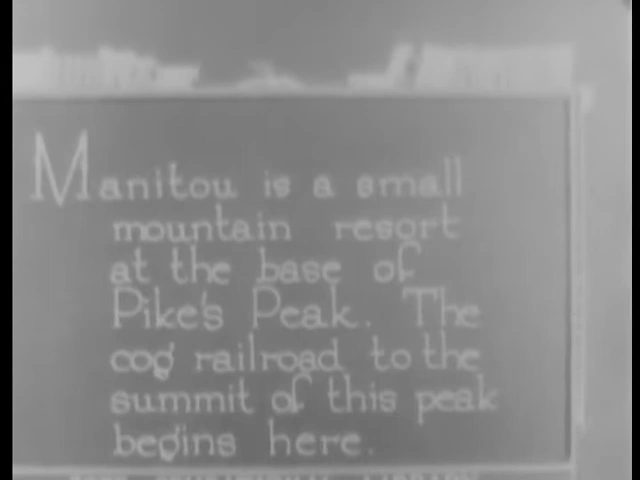 Manitou is a small
mountain resort
at the base of
Pike's Peak. The
cog railroad to the
summit of this peak
begins here.